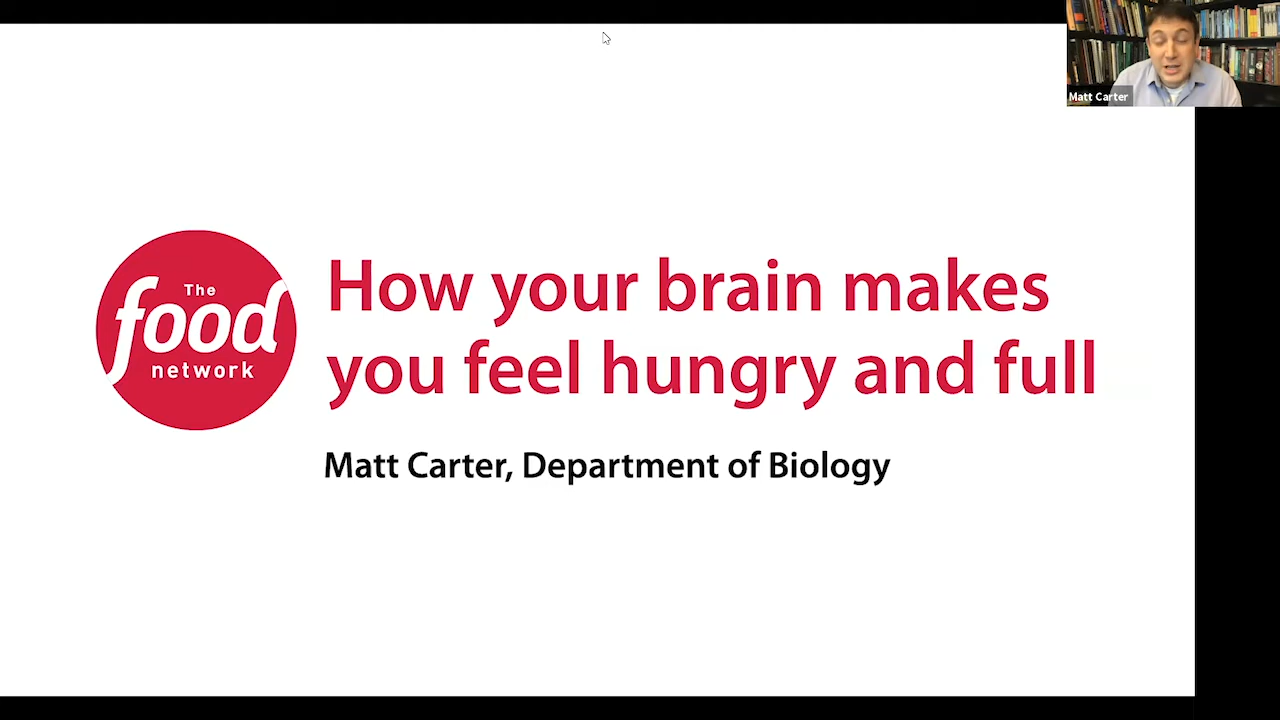 Matt Carter
The
food
network
How your brain makes
you feel hungry and full
Matt Carter, Department of Biology